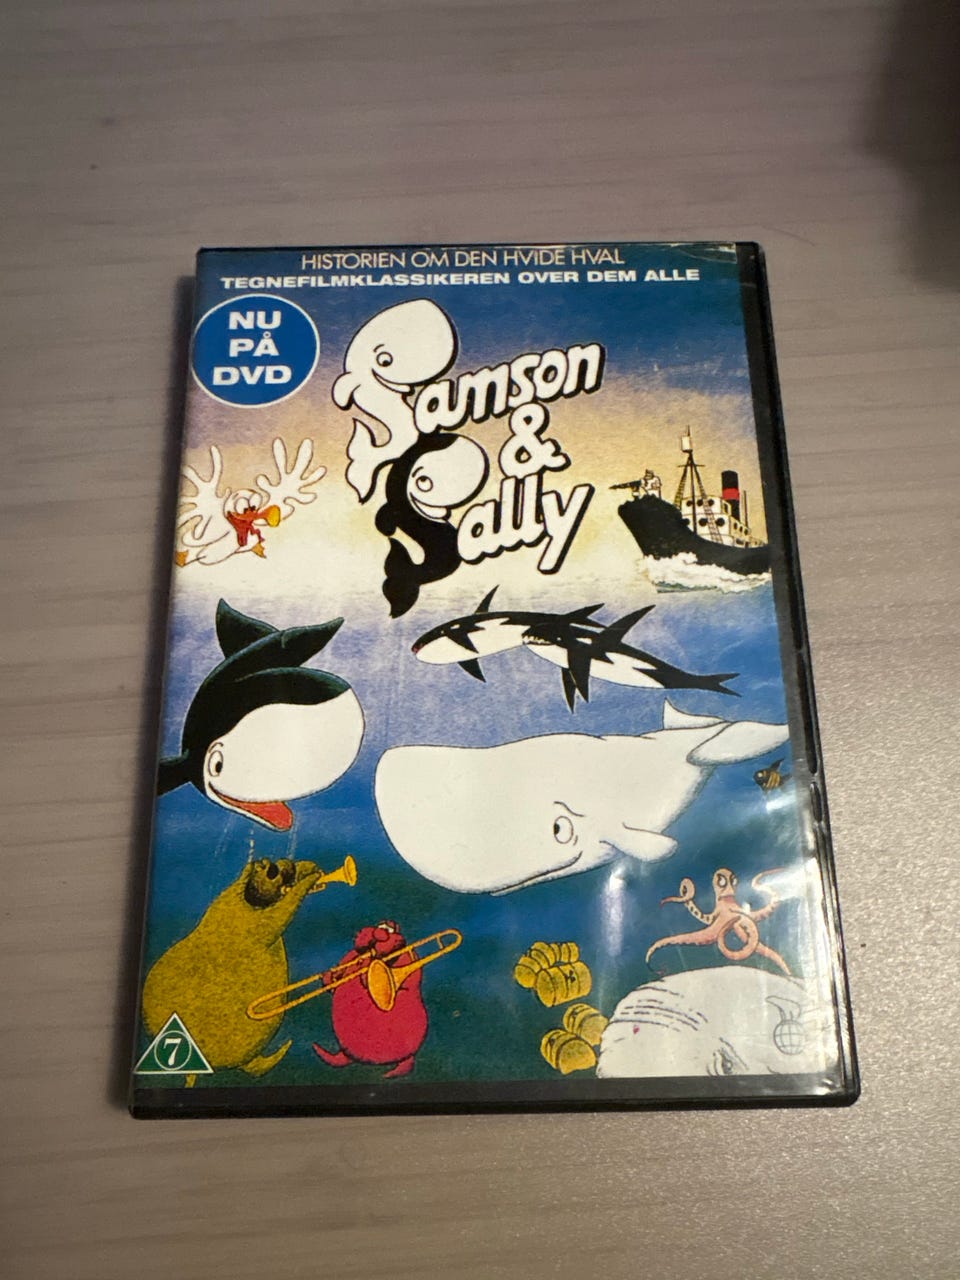 HISTORIEN OM DEN HVIDE HVAL
TEGNEFILMKLASSIKEREN OVER DEM ALLE
NU
PÅ
DVD
Samson
&
Sally
7